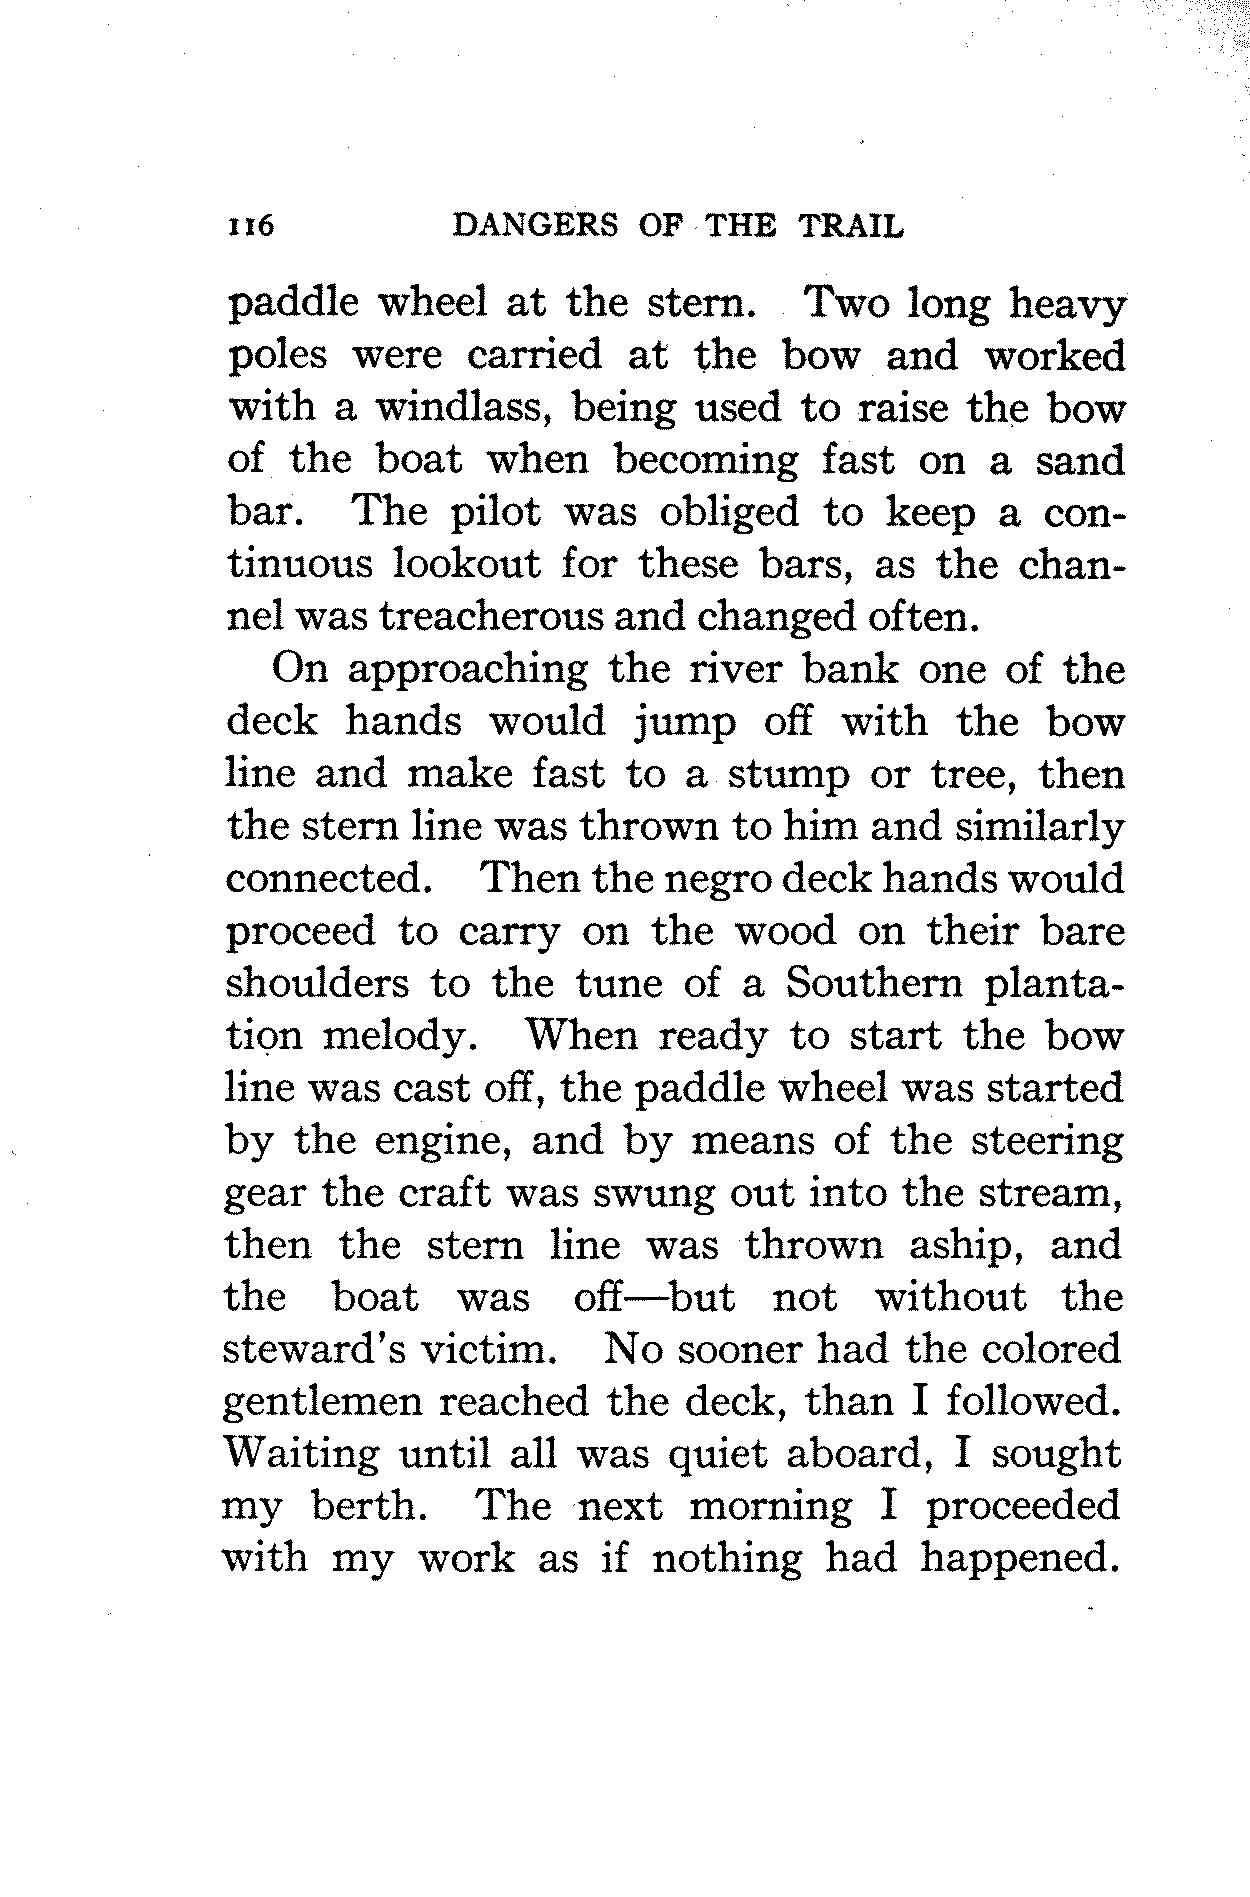 116 DANGERS OF THE TRAIL
paddle wheel at the stern. Two long heavy
poles were carried at the bow and worked
with a windlass, being used to raise the bow
of the boat when becoming fast on a sand
bar. The pilot was obliged to keep a con-
tinuous lookout for these bars, as the chan-
nel was treacherous and changed often.
On approaching the river bank one of the
deck hands would jump off with the bow
line and make fast to a stump or tree, then
the stern line was thrown to him and similarly
connected. Then the negro deck hands would
proceed to carry on the wood on their bare
shoulders to the tune of a Southern planta-
tion melody. When ready to start the bow
line was cast off, the paddle wheel was started
by the engine, and by means of the steering
gear the craft was swung out into the stream,
then the stern line was thrown aship, and
the boat was off—but not without the
steward's victim. No sooner had the colored
gentlemen reached the deck, than I followed.
Waiting until all was quiet aboard, I sought
my berth. The next morning I proceeded
with my work as if nothing had happened.